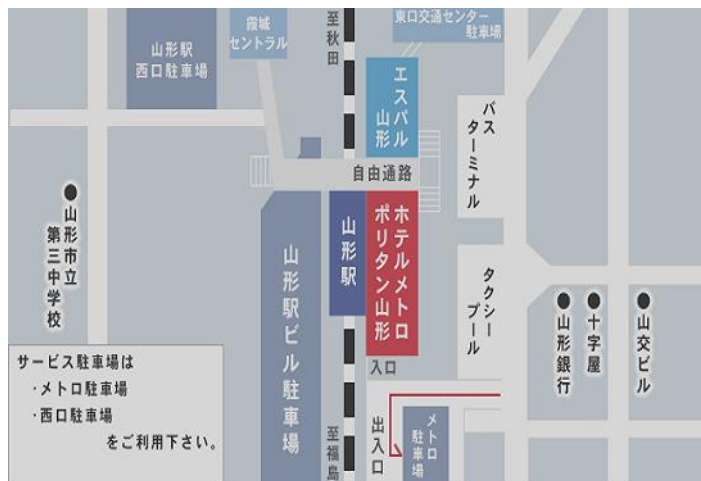 山形駅
西口駐車場
霞城
セントラル
至秋田
東口交通センター
駐車場
エスパル
山形
バス
ターミナル
自由通路
山形市立
第三中学校
山形駅ビル駐車場
山形駅
ホテルメトロ
ポリタン山形
タクシー
プール
山形銀行
十字屋
山交ビル
入口
サービス駐車場は
・メトロ駐車場
・西口駐車場
をご利用下さい。
至福島
出入口
メトロ
駐車場